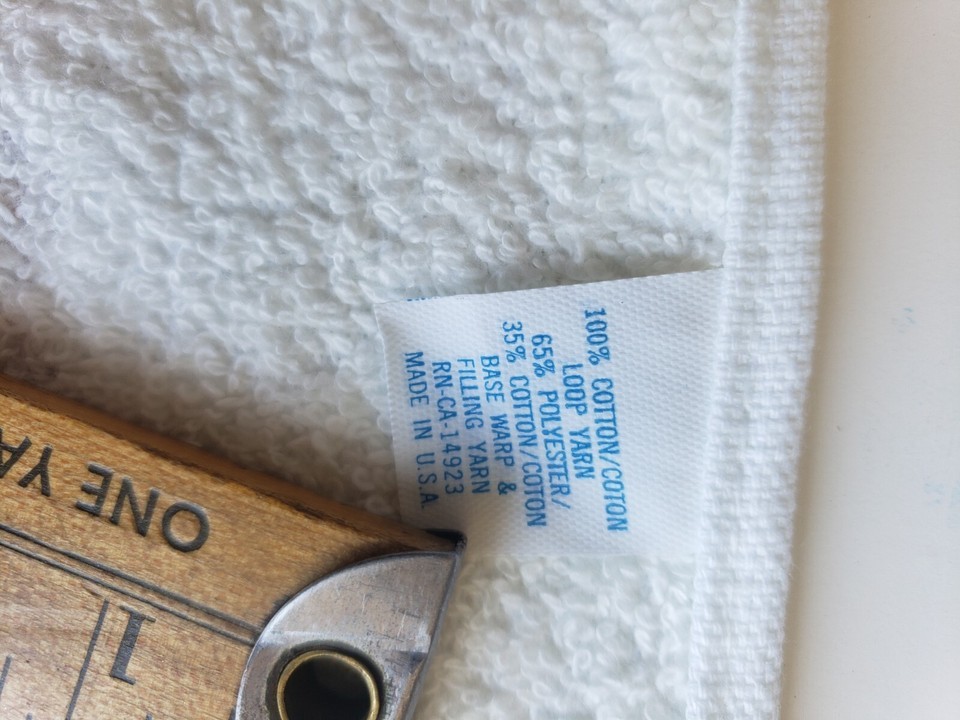 100% COTTON/COTON
LOOP YARN
65% POLYESTER/
35% COTTON/COTON
BASE WARP &
FILLING YARN
RN-CA-14923
MADE IN U.S.A.
ONE YA
1